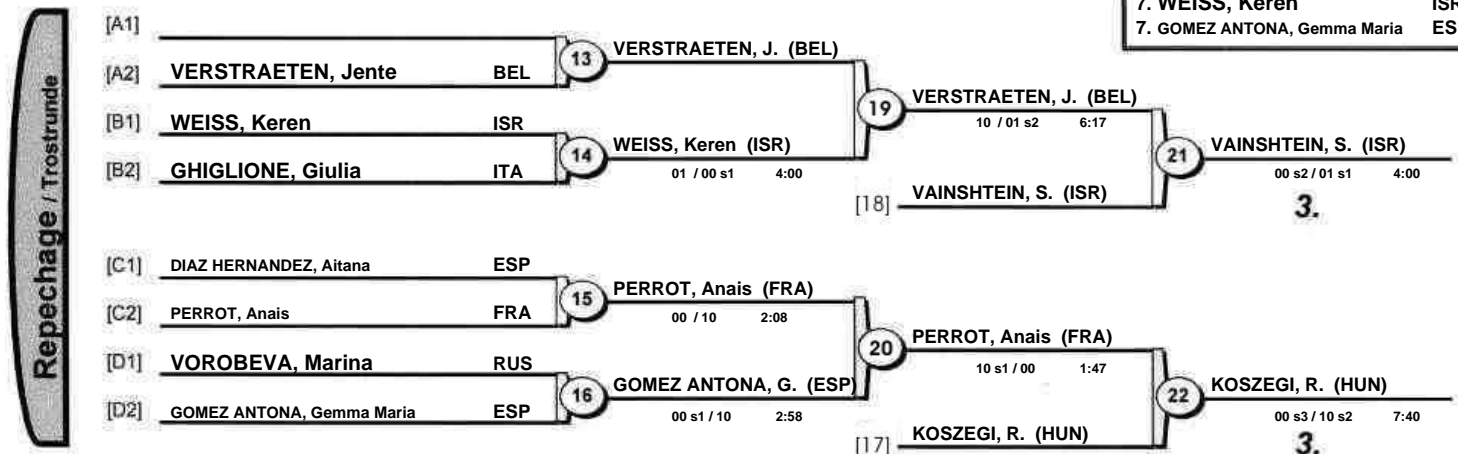 7. WEISS, Keren ISR
7. GOMEZ ANTONA, Gemma Maria ES
Repechage / Trostrunde
[A1]
[A2] VERSTRAETEN, Jente BEL
13
VERSTRAETEN, J. (BEL)
[B1] WEISS, Keren ISR
[B2] GHIGLIONE, Giulia ITA
14
WEISS, Keren (ISR)
01 / 00 s1 4:00
19
VERSTRAETEN, J. (BEL)
10 / 01 s2 6:17
[18] VAINSHTEIN, S. (ISR)
21
VAINSHTEIN, S. (ISR)
00 s2 / 01 s1 4:00
3.
[C1] DIAZ HERNANDEZ, Aitana ESP
[C2] PERROT, Anais FRA
15
PERROT, Anais (FRA)
00 / 10 2:08
[D1] VOROBEVA, Marina RUS
[D2] GOMEZ ANTONA, Gemma Maria ESP
16
GOMEZ ANTONA, G. (ESP)
00 s1 / 10 2:58
20
PERROT, Anais (FRA)
10 s1 / 00 1:47
[17] KOSZEGI, R. (HUN)
22
KOSZEGI, R. (HUN)
00 s3 / 10 s2 7:40
3.